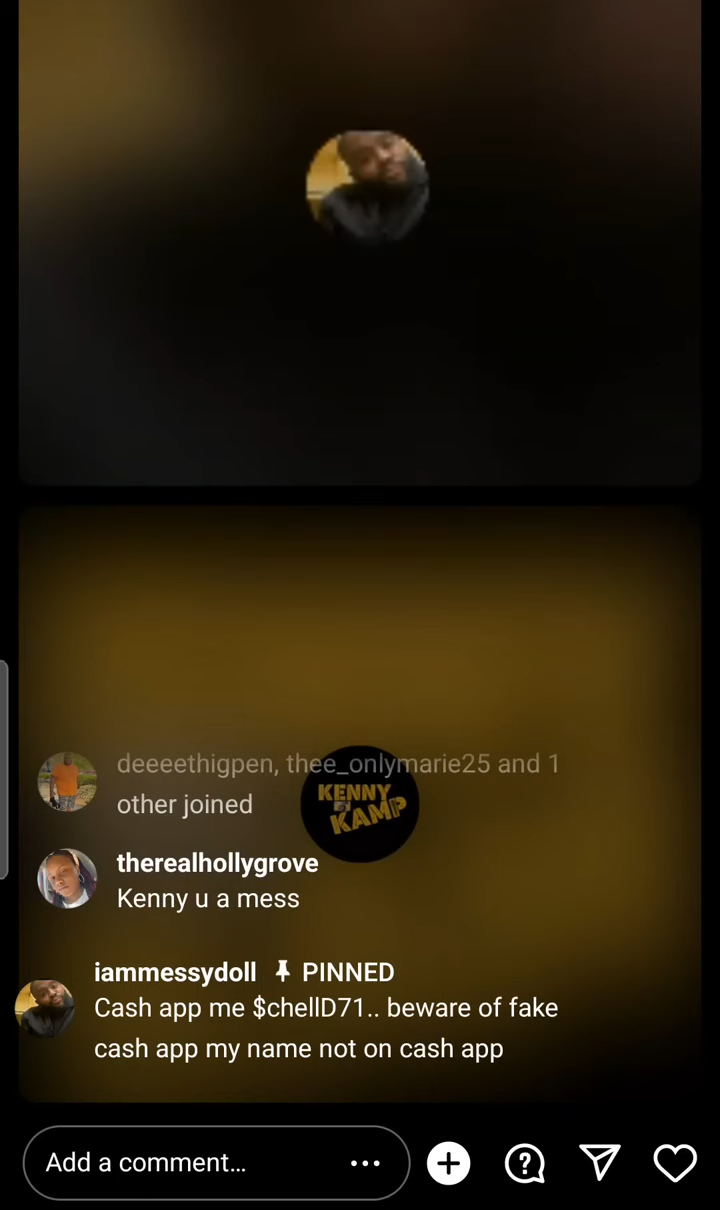 deeeethigpen, thee_onlymarie25 and 1
other joined
KENNY
KAMP
therealhollygrove
Kenny u a mess
iammessydoll PINNED
Cash app me $chellD71.. beware of fake
cash app my name not on cash app
Add a comment...